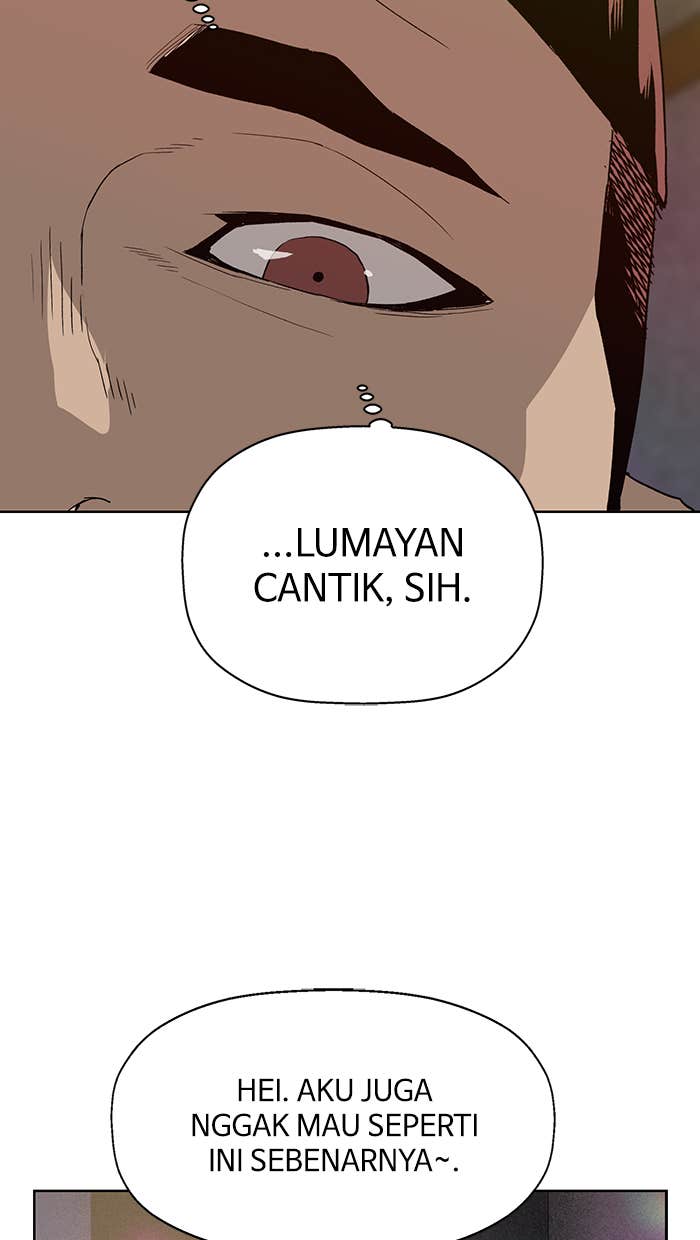 ...LUMAYAN
CANTIK, SIH.
HEI. AKU JUGA
NGGAK MAU SEPERTI
INI SEBENARNYA~.